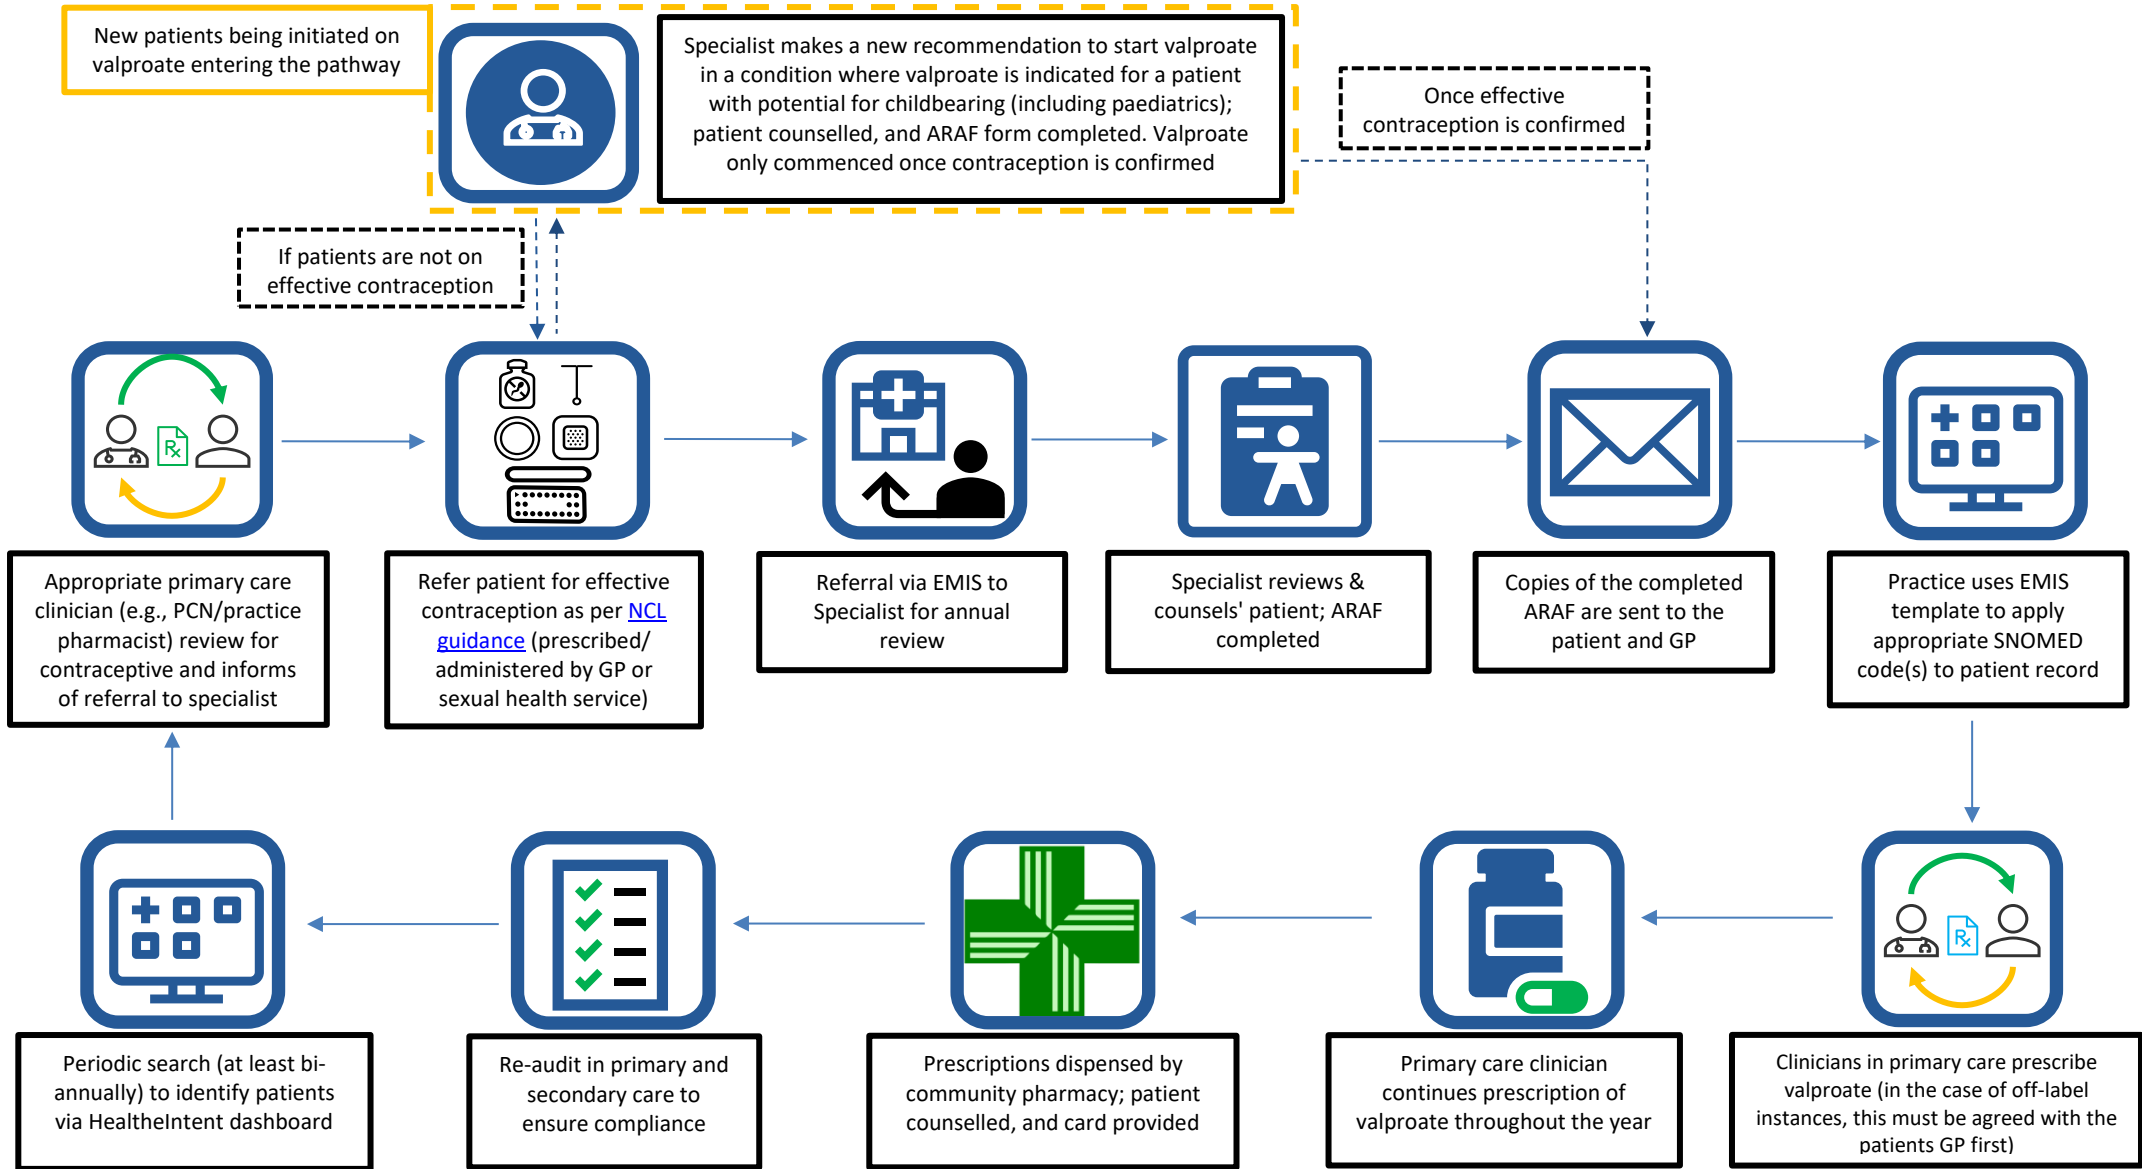 New patients being initiated on
valproate entering the pathway
Specialist makes a new recommendation to start valproate
in a condition where valproate is indicated for a patient
with potential for childbearing (including paediatrics);
patient counselled, and ARAF form completed. Valproate
only commenced once contraception is confirmed
Once effective
contraception is confirmed
If patients are not on
effective contraception
Rx
Appropriate primary care
clinician (e.g., PCN/practice
pharmacist) review for
contraceptive and informs
of referral to specialist
Refer patient for effective
contraception as per NCL
guidance (prescribed/
administered by GP or
sexual health service)
Referral via EMIS to
Specialist for annual
review
Specialist reviews &
counsels' patient; ARAF
completed
Copies of the completed
ARAF are sent to the
patient and GP
Practice uses EMIS
template to apply
appropriate SNOMED
code(s) to patient record
Periodic search (at least bi-
annually) to identify patients
via HealtheIntent dashboard
Re-audit in primary and
secondary care to
ensure compliance
Prescriptions dispensed by
community pharmacy; patient
counselled, and card provided
Primary care clinician
continues prescription of
valproate throughout the year
Rx
Clinicians in primary care prescribe
valproate (in the case of off-label
instances, this must be agreed with the
patients GP first)